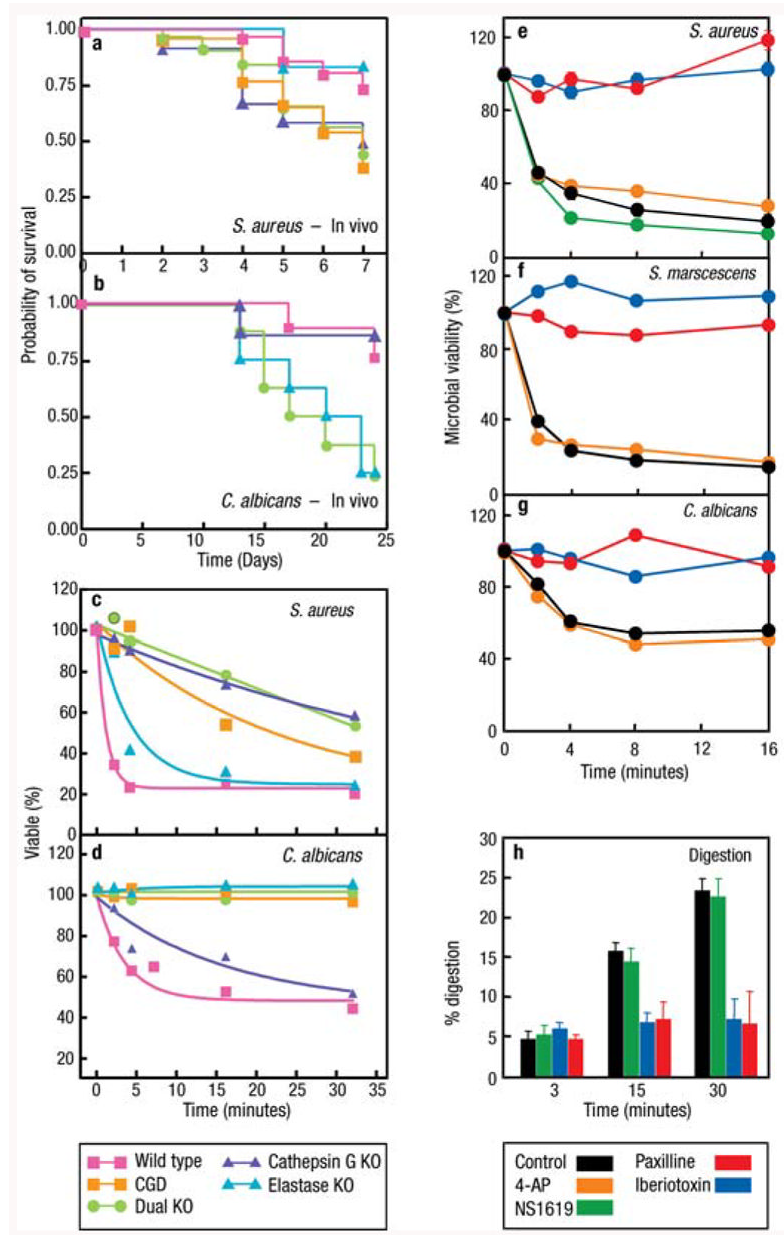 a
1.00
0.75
0.50
0.25
0.00
S. aureus – In vivo
0 1 2 3 4 5 6 7
b
1.00
0.75
0.50
0.25
0.00
C. albicans – In vivo
0 5 10 15 20 25
Time (Days)
Probability of survival
c
S. aureus
120
100
80
60
40
20
0
d
C. albicans
120
100
80
60
40
20
0 5 10 15 20 25 30 35
Time (minutes)
Viable (%)
Wild type
CGD
Dual KO
Cathepsin G KO
Elastase KO
e
S. aureus
120
80
40
0
f
S. marscescens
120
80
40
0
g
C. albicans
120
80
40
0
0 4 8 12 16
Time (minutes)
Microbial viability (%)
h
Digestion
30
25
20
15
10
5
0
3 15 30
Time (minutes)
% digestion
Control
4-AP
NS1619
Paxilline
Iberiotoxin